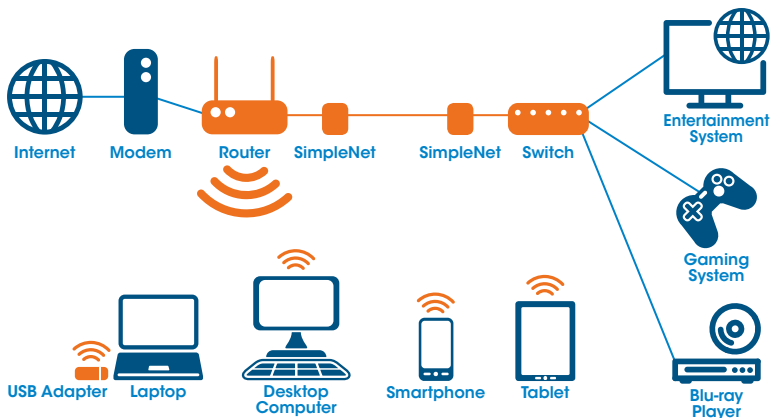 Internet
Modem
Router
SimpleNet
SimpleNet
Switch
Entertainment
System
Gaming
System
USB Adapter
Laptop
Desktop
Computer
Smartphone
Tablet
Blu-ray
Player